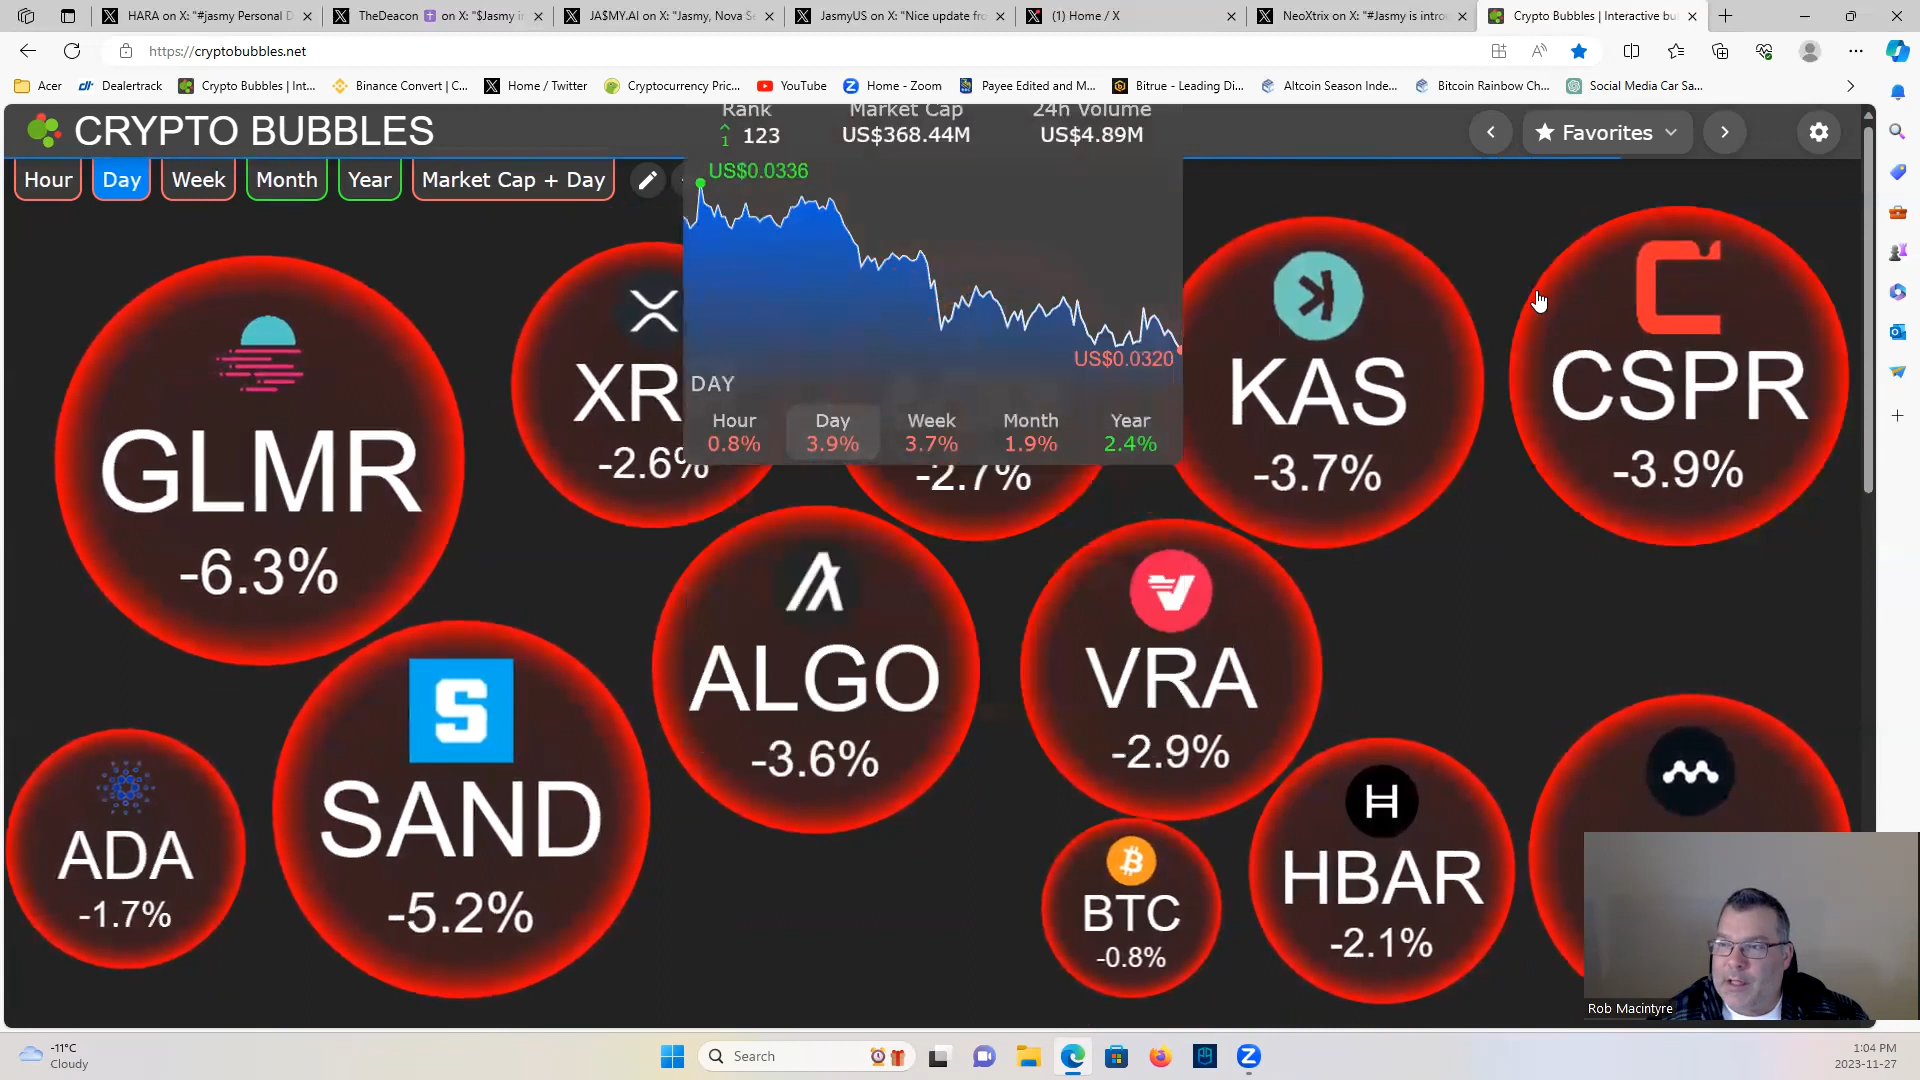 HARA on X: "#jasmy Personal D
TheDeacon ✝️ on X: "$Jasmy i
JA$MY.AI on X: "Jasmy, Nova S
JasmyUS on X: "Nice update fr
(1) Home / X
NeoXtrix on X: "#Jasmy is intro
Crypto Bubbles | Interactive bu
https://cryptobubbles.net
Acer
Dealertrack
Crypto Bubbles | Int...
Binance Convert | C...
Home / Twitter
Cryptocurrency Pric...
YouTube
Home - Zoom
Payee Edited and M...
Bitrue - Leading Di...
Altcoin Season Inde...
Bitcoin Rainbow Ch...
Social Media Car Sa...
CRYPTO BUBBLES
Rank
Market Cap
24h Volume
1
123
US$368.44M
US$4.89M
Favorites
Hour
Day
Week
Month
Year
Market Cap + Day
US$0.0336
US$0.0320
DAY
Hour
Day
Week
Month
Year
0.8%
3.9%
3.7%
1.9%
2.4%
GLMR
-6.3%
XR
-2.6%
-2.7%
KAS
-3.7%
CSPR
-3.9%
ADA
-1.7%
SAND
-5.2%
ALGO
-3.6%
VRA
-2.9%
BTC
-0.8%
HBAR
-2.1%
Rob Macintyre
-11°C
Cloudy
Search
1:04 PM
2023-11-27